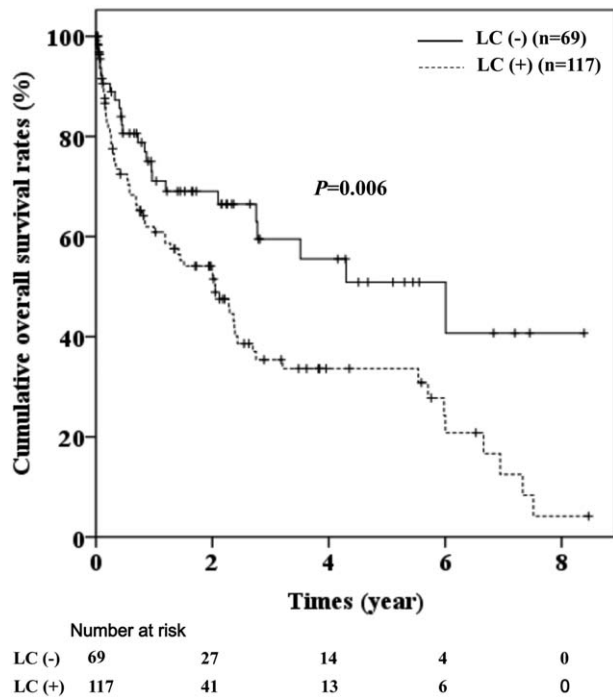 100
80
60
40
20
0
Cumulative overall survival rates (%)
LC (-) (n=69)
LC (+) (n=117)
P=0.006
0 2 4 6 8
Times (year)
Number at risk
LC (-) 69 27 14 4 0
LC (+) 117 41 13 6 0